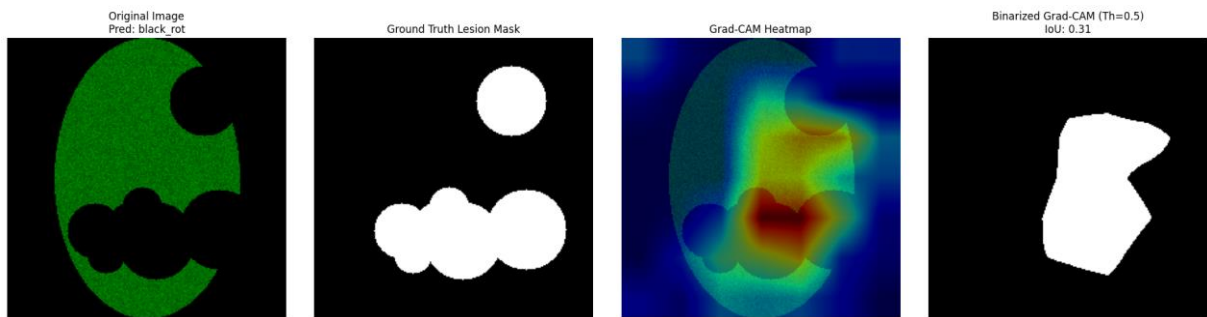 Original Image
Pred: black_rot
Ground Truth Lesion Mask
Grad-CAM Heatmap
Binarized Grad-CAM (Th=0.5)
IoU: 0.31